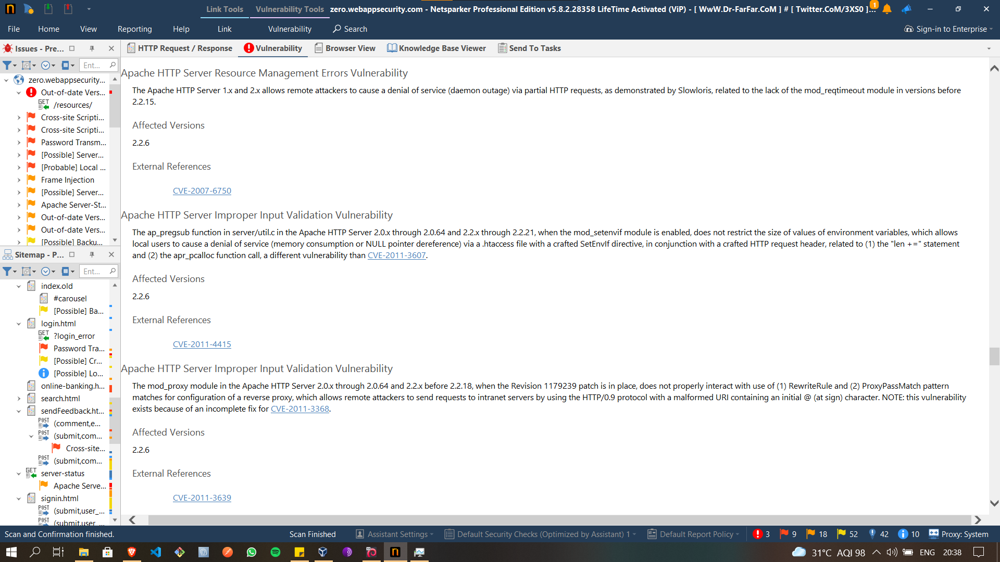 Link Tools
Vulnerability Tools
zero.webappsecurity.com - Netsparker Professional Edition v5.8.2.28358 LifeTime Activated (ViP) - [ WwW.Dr-FarFar.CoM ] # [ Twitter.CoM/3XS0 ]...
1
File
Home
View
Reporting
Help
Link
Vulnerability
Search
Sign-in to Enterprise
Issues - Pre...
HTTP Request / Response
Vulnerability
Browser View
Knowledge Base Viewer
Send To Tasks
Ent...
zero.webappsecurity...
Out-of-date Vers...
GET /resources/
Cross-site Scripti...
Cross-site Scripti...
Password Transm...
[Possible] Server...
[Probable] Local ...
Frame Injection
[Possible] Server...
Apache Server-St...
Out-of-date Vers...
Out-of-date Vers...
[Possible] Backu...
Sitemap - P...
Ent...
index.old
#carousel
[Possible] Ba...
login.html
GET ?login_error
Password Tra...
[Possible] Cr...
[Possible] Lo...
online-banking.h...
search.html
sendFeedback.ht...
POST (comment,e...
POST (submit,com...
Cross-site...
POST (submit,com...
GET server-status
Apache Serve...
signin.html
POST (submit,user_...
POST (submit,user_...
Apache HTTP Server Resource Management Errors Vulnerability
The Apache HTTP Server 1.x and 2.x allows remote attackers to cause a denial of service (daemon outage) via partial HTTP requests, as demonstrated by Slowloris, related to the lack of the mod_reqtimeout module in versions before
2.2.15.
Affected Versions
2.2.6
External References
CVE-2007-6750
Apache HTTP Server Improper Input Validation Vulnerability
The ap_pregsub function in server/util.c in the Apache HTTP Server 2.0.x through 2.0.64 and 2.2.x through 2.2.21, when the mod_setenvif module is enabled, does not restrict the size of values of environment variables, which allows
local users to cause a denial of service (memory consumption or NULL pointer dereference) via a .htaccess file with a crafted SetEnvIf directive, in conjunction with a crafted HTTP request header, related to (1) the "len +=" statement
and (2) the apr_pcalloc function call, a different vulnerability than CVE-2011-3607.
Affected Versions
2.2.6
External References
CVE-2011-4415
Apache HTTP Server Improper Input Validation Vulnerability
The mod_proxy module in the Apache HTTP Server 2.0.x through 2.0.64 and 2.2.x before 2.2.18, when the Revision 1179239 patch is in place, does not properly interact with use of (1) RewriteRule and (2) ProxyPassMatch pattern
matches for configuration of a reverse proxy, which allows remote attackers to send requests to intranet servers by using the HTTP/0.9 protocol with a malformed URI containing an initial @ (at sign) character. NOTE: this vulnerability
exists because of an incomplete fix for CVE-2011-3368.
Affected Versions
2.2.6
External References
CVE-2011-3639
Scan and Confirmation finished.
Scan Finished
Assistant Settings
Default Security Checks (Optimized by Assistant) 1
Default Report Policy
3
9
18
52
42
10
Proxy: System
31°C AQI 98
ENG
20:38